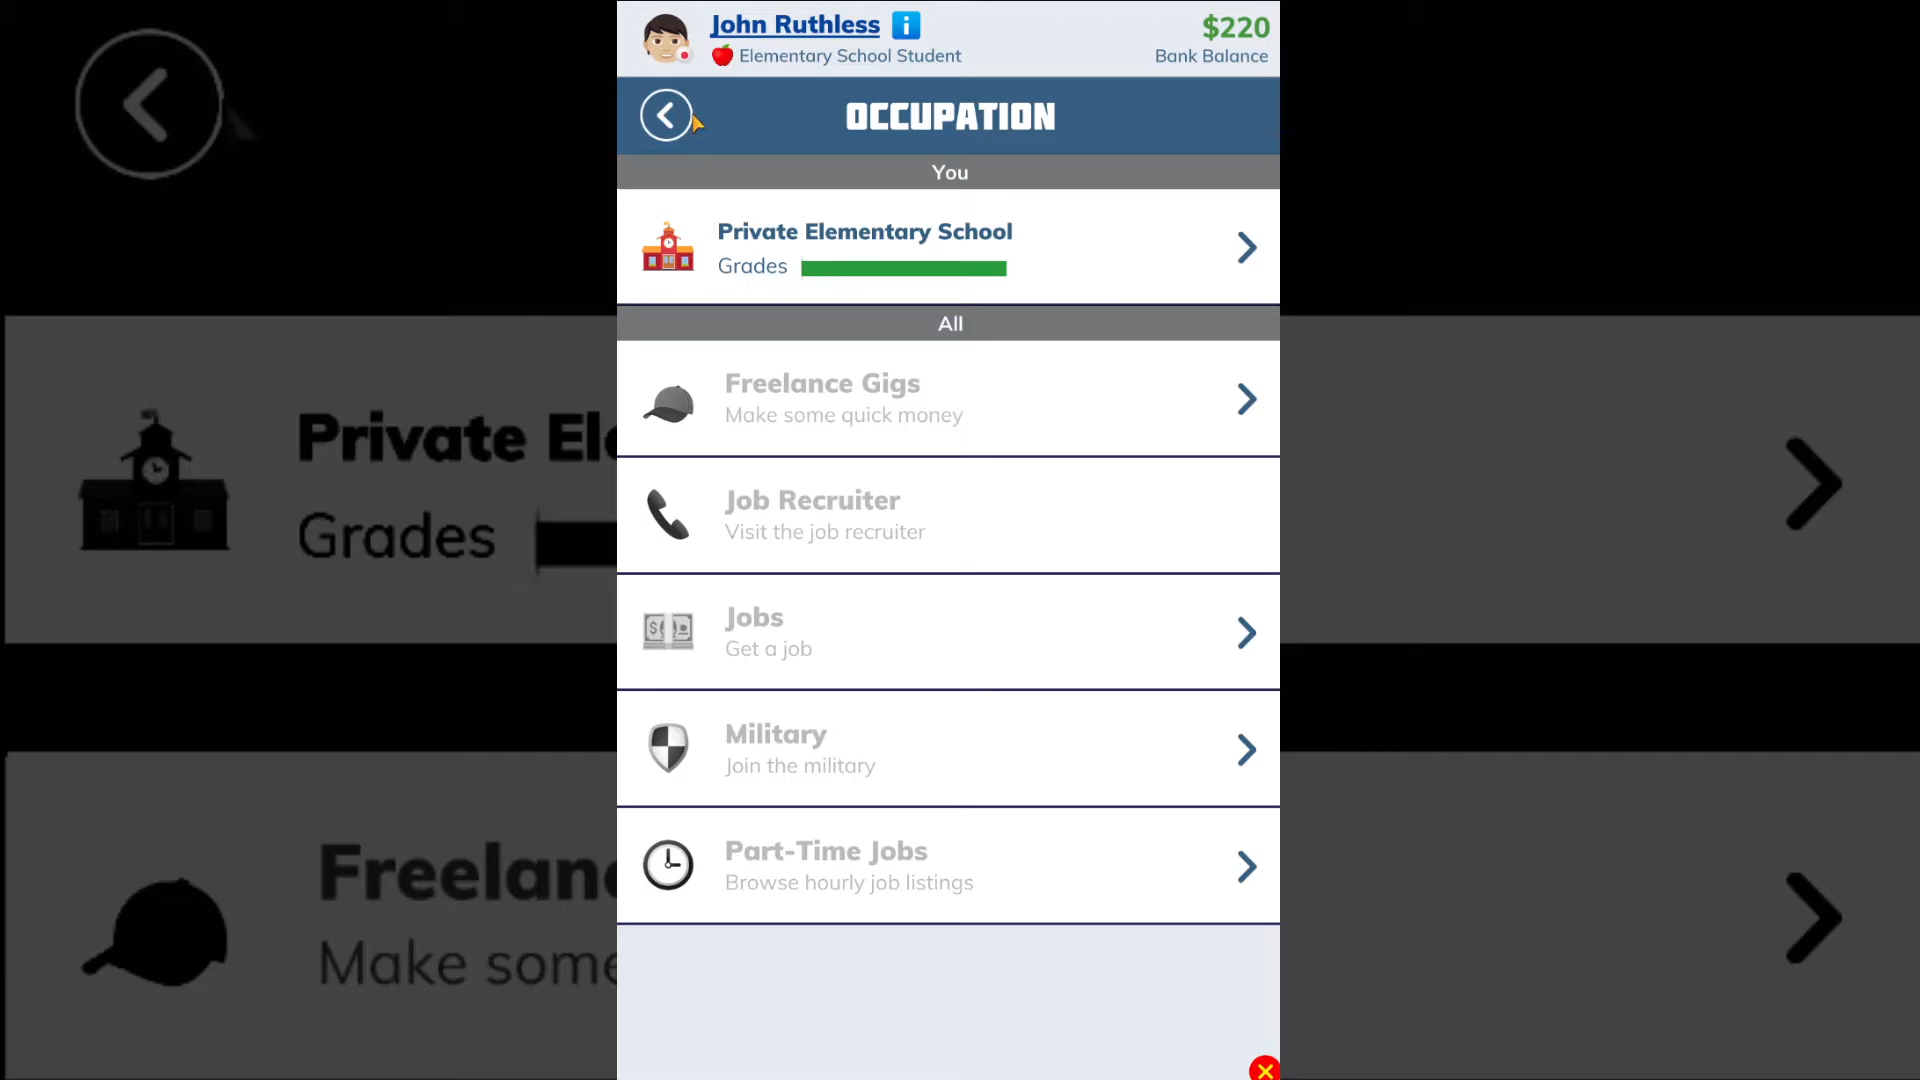 John Ruthless
$220
Elementary School Student
Bank Balance
OCCUPATION
You
Private Elementary School
Grades
All
Freelance Gigs
Make some quick money
Job Recruiter
Visit the job recruiter
Jobs
Get a job
Military
Join the military
Part-Time Jobs
Browse hourly job listings
Private Ele
Grades
Freelanc
Make some